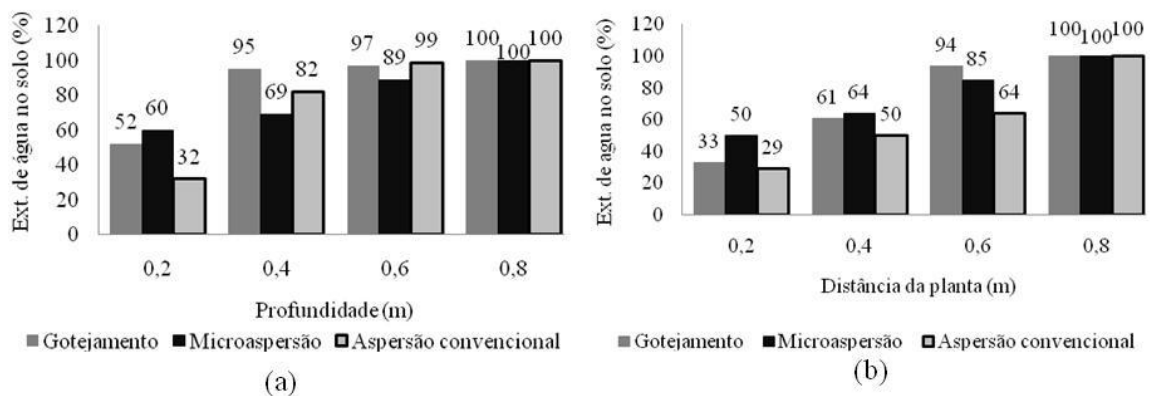 Ext. de água no solo (%)
120
100
80
60
40
20
0
52 60 32
95 69 82
97 89 99
100 100 100
0,2 0,4 0,6 0,8
Profundidade (m)
Gotejamento Microaspersão Aspersão convencional
(a)
Ext. de agua no solo (%)
120
100
80
60
40
20
0
33 50 29
61 64 50
94 85 64
100 100 100
0,2 0,4 0,6 0,8
Distância da planta (m)
Gotejamento Microaspersão Aspersão convencional
(b)